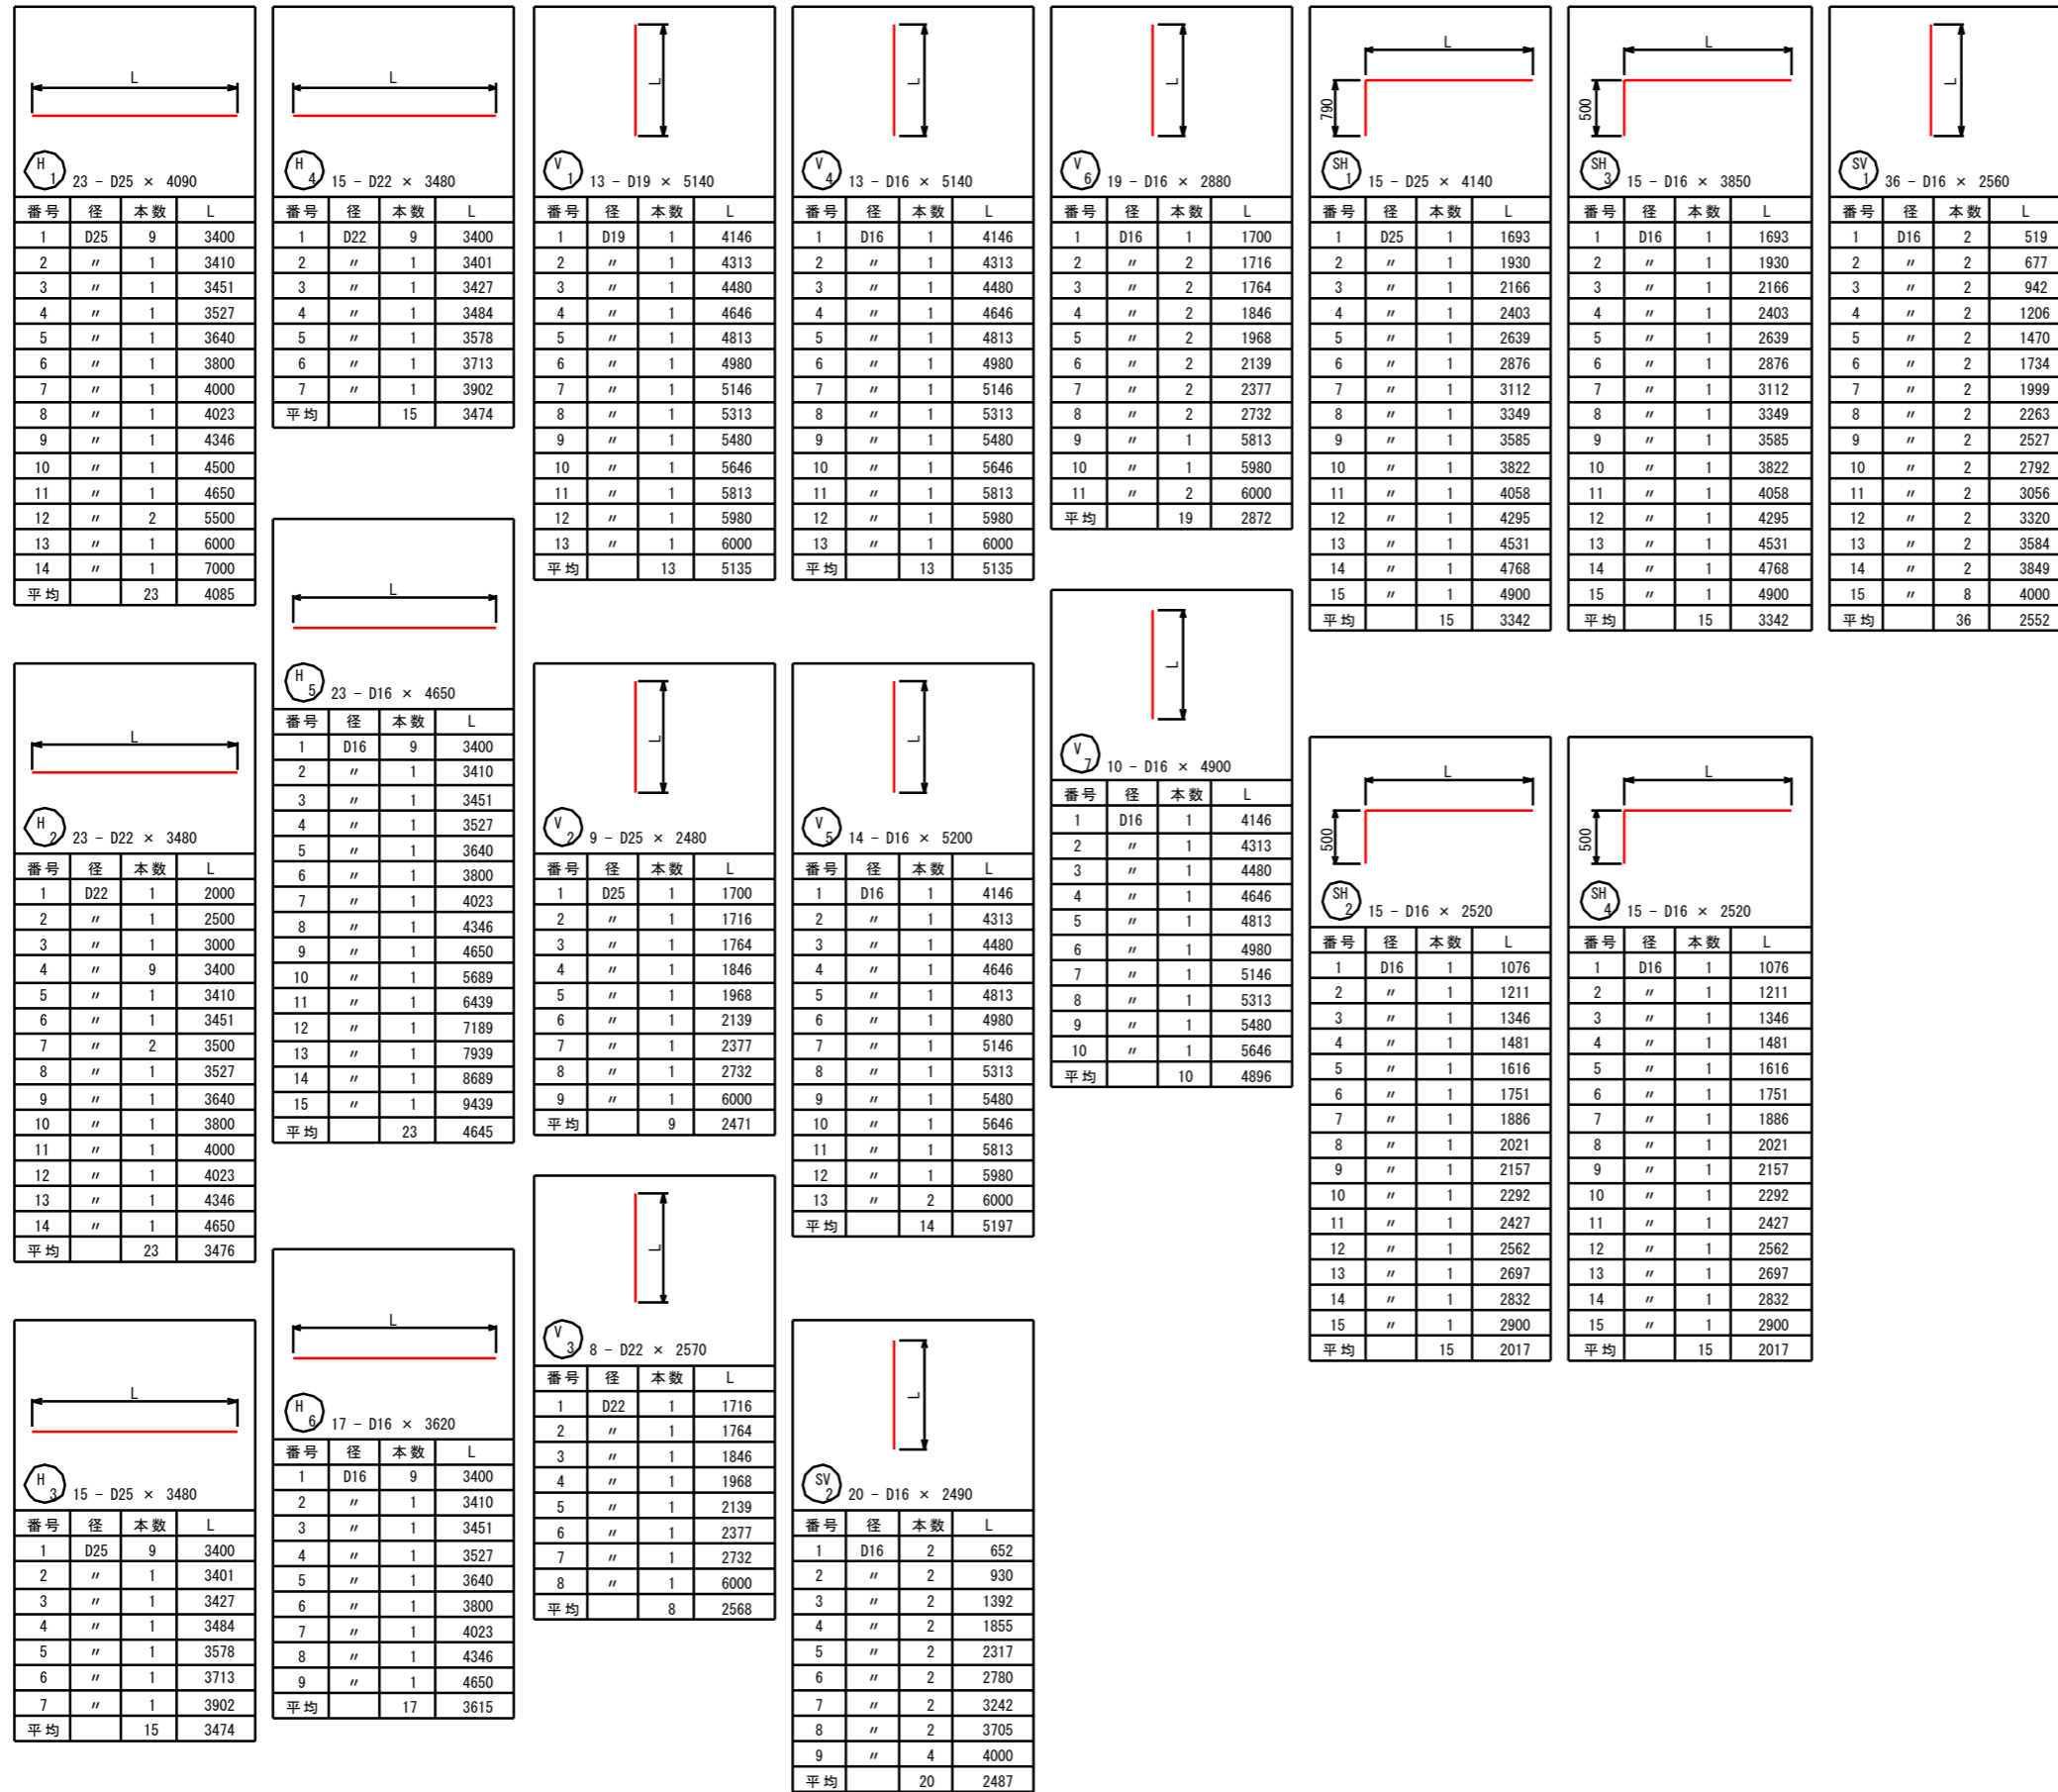 L
H 1 23 - D25 × 4090
番号 径 本数 L
1 D25 9 3400
2 〃 1 3410
3 〃 1 3451
4 〃 1 3527
5 〃 1 3640
6 〃 1 3800
7 〃 1 4000
8 〃 1 4023
9 〃 1 4346
10 〃 1 4500
11 〃 1 4650
12 〃 2 5500
13 〃 1 6000
14 〃 1 7000
平均 23 4085
L
H 2 23 - D22 × 3480
番号 径 本数 L
1 D22 1 2000
2 〃 1 2500
3 〃 1 3000
4 〃 9 3400
5 〃 1 3410
6 〃 1 3451
7 〃 2 3500
8 〃 1 3527
9 〃 1 3640
10 〃 1 3800
11 〃 1 4000
12 〃 1 4023
13 〃 1 4346
14 〃 1 4650
平均 23 3476
L
H 3 15 - D25 × 3480
番号 径 本数 L
1 D25 9 3400
2 〃 1 3401
3 〃 1 3427
4 〃 1 3484
5 〃 1 3578
6 〃 1 3713
7 〃 1 3902
平均 15 3474
L
H 4 15 - D22 × 3480
番号 径 本数 L
1 D22 9 3400
2 〃 1 3401
3 〃 1 3427
4 〃 1 3484
5 〃 1 3578
6 〃 1 3713
7 〃 1 3902
平均 15 3474
L
H 5 23 - D16 × 4650
番号 径 本数 L
1 D16 9 3400
2 〃 1 3410
3 〃 1 3451
4 〃 1 3527
5 〃 1 3640
6 〃 1 3800
7 〃 1 4023
8 〃 1 4346
9 〃 1 4650
10 〃 1 5689
11 〃 1 6439
12 〃 1 7189
13 〃 1 7939
14 〃 1 8689
15 〃 1 9439
平均 23 4645
L
H 6 17 - D16 × 3620
番号 径 本数 L
1 D16 9 3400
2 〃 1 3410
3 〃 1 3451
4 〃 1 3527
5 〃 1 3640
6 〃 1 3800
7 〃 1 4023
8 〃 1 4346
9 〃 1 4650
平均 17 3615
L
V 1 13 - D19 × 5140
番号 径 本数 L
1 D19 1 4146
2 〃 1 4313
3 〃 1 4480
4 〃 1 4646
5 〃 1 4813
6 〃 1 4980
7 〃 1 5146
8 〃 1 5313
9 〃 1 5480
10 〃 1 5646
11 〃 1 5813
12 〃 1 5980
13 〃 1 6000
平均 13 5135
L
V 2 9 - D25 × 2480
番号 径 本数 L
1 D25 1 1700
2 〃 1 1716
3 〃 1 1764
4 〃 1 1846
5 〃 1 1968
6 〃 1 2139
7 〃 1 2377
8 〃 1 2732
9 〃 1 6000
平均 9 2471
L
V 3 8 - D22 × 2570
番号 径 本数 L
1 D22 1 1716
2 〃 1 1764
3 〃 1 1846
4 〃 1 1968
5 〃 1 2139
6 〃 1 2377
7 〃 1 2732
8 〃 1 6000
平均 8 2568
L
V 4 13 - D16 × 5140
番号 径 本数 L
1 D16 1 4146
2 〃 1 4313
3 〃 1 4480
4 〃 1 4646
5 〃 1 4813
6 〃 1 4980
7 〃 1 5146
8 〃 1 5313
9 〃 1 5480
10 〃 1 5646
11 〃 1 5813
12 〃 1 5980
13 〃 1 6000
平均 13 5135
L
V 5 14 - D16 × 5200
番号 径 本数 L
1 D16 1 4146
2 〃 1 4313
3 〃 1 4480
4 〃 1 4646
5 〃 1 4813
6 〃 1 4980
7 〃 1 5146
8 〃 1 5313
9 〃 1 5480
10 〃 1 5646
11 〃 1 5813
12 〃 1 5980
13 〃 2 6000
平均 14 5197
L
SV 2 20 - D16 × 2490
番号 径 本数 L
1 D16 2 652
2 〃 2 930
3 〃 2 1392
4 〃 2 1855
5 〃 2 2317
6 〃 2 2780
7 〃 2 3242
8 〃 2 3705
9 〃 4 4000
平均 20 2487
L
V 6 19 - D16 × 2880
番号 径 本数 L
1 D16 1 1700
2 〃 2 1716
3 〃 2 1764
4 〃 2 1846
5 〃 2 1968
6 〃 2 2139
7 〃 2 2377
8 〃 2 2732
9 〃 1 5813
10 〃 1 5980
11 〃 2 6000
平均 19 2872
L
V 7 10 - D16 × 4900
番号 径 本数 L
1 D16 1 4146
2 〃 1 4313
3 〃 1 4480
4 〃 1 4646
5 〃 1 4813
6 〃 1 4980
7 〃 1 5146
8 〃 1 5313
9 〃 1 5480
10 〃 1 5646
平均 10 4896
L
790
SH 1 15 - D25 × 4140
番号 径 本数 L
1 D25 1 1693
2 〃 1 1930
3 〃 1 2166
4 〃 1 2403
5 〃 1 2639
6 〃 1 2876
7 〃 1 3112
8 〃 1 3349
9 〃 1 3585
10 〃 1 3822
11 〃 1 4058
12 〃 1 4295
13 〃 1 4531
14 〃 1 4768
15 〃 1 4900
平均 15 3342
L
500
SH 2 15 - D16 × 2520
番号 径 本数 L
1 D16 1 1076
2 〃 1 1211
3 〃 1 1346
4 〃 1 1481
5 〃 1 1616
6 〃 1 1751
7 〃 1 1886
8 〃 1 2021
9 〃 1 2157
10 〃 1 2292
11 〃 1 2427
12 〃 1 2562
13 〃 1 2697
14 〃 1 2832
15 〃 1 2900
平均 15 2017
L
500
SH 3 15 - D16 × 3850
番号 径 本数 L
1 D16 1 1693
2 〃 1 1930
3 〃 1 2166
4 〃 1 2403
5 〃 1 2639
6 〃 1 2876
7 〃 1 3112
8 〃 1 3349
9 〃 1 3585
10 〃 1 3822
11 〃 1 4058
12 〃 1 4295
13 〃 1 4531
14 〃 1 4768
15 〃 1 4900
平均 15 3342
L
500
SH 4 15 - D16 × 2520
番号 径 本数 L
1 D16 1 1076
2 〃 1 1211
3 〃 1 1346
4 〃 1 1481
5 〃 1 1616
6 〃 1 1751
7 〃 1 1886
8 〃 1 2021
9 〃 1 2157
10 〃 1 2292
11 〃 1 2427
12 〃 1 2562
13 〃 1 2697
14 〃 1 2832
15 〃 1 2900
平均 15 2017
L
SV 1 36 - D16 × 2560
番号 径 本数 L
1 D16 2 519
2 〃 2 677
3 〃 2 942
4 〃 2 1206
5 〃 2 1470
6 〃 2 1734
7 〃 2 1999
8 〃 2 2263
9 〃 2 2527
10 〃 2 2792
11 〃 2 3056
12 〃 2 3320
13 〃 2 3584
14 〃 2 3849
15 〃 8 4000
平均 36 2552